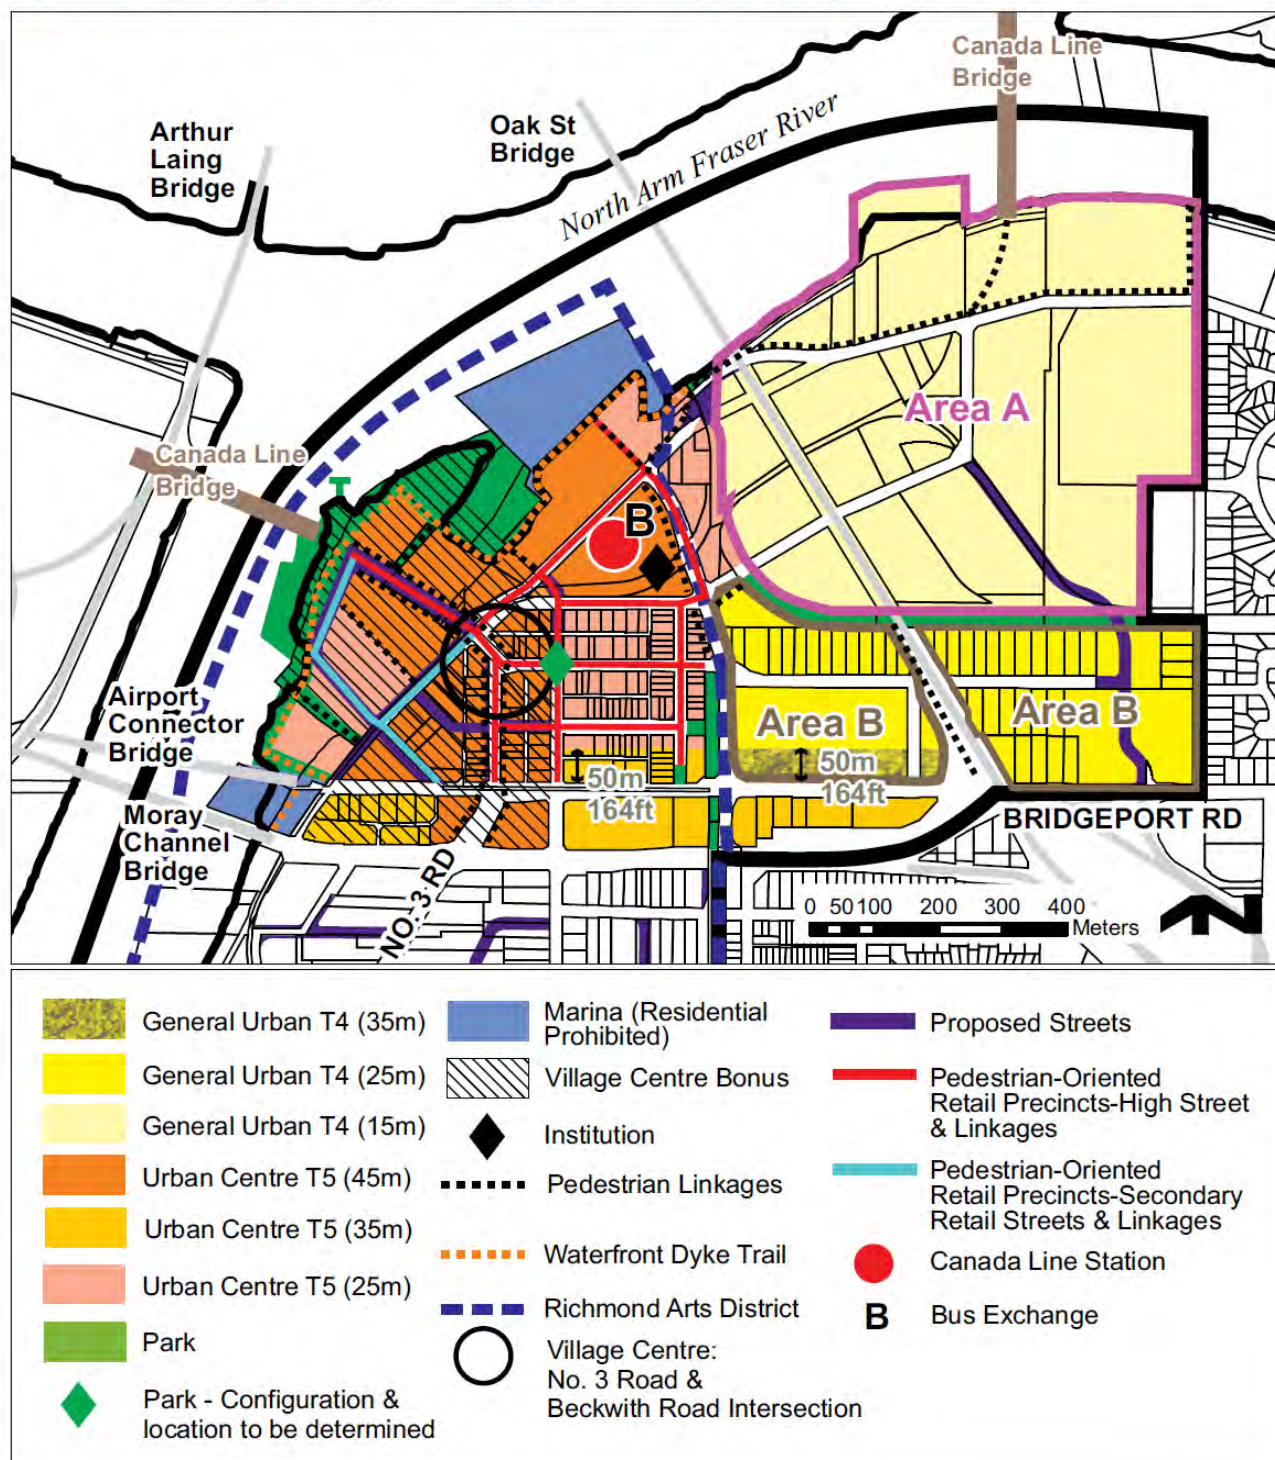 Canada Line
Bridge
Arthur
Laing
Bridge
Oak St
Bridge
North Arm Fraser River
Area A
Canada Line
Bridge
T
B
Airport
Connector
Bridge
Area B
Area B
50m
164ft
50m
164ft
Moray
Channel
Bridge
BRIDGEPORT RD
NO. 3 RD
0 50 100 200 300 400
Meters
General Urban T4 (35m)
General Urban T4 (25m)
General Urban T4 (15m)
Urban Centre T5 (45m)
Urban Centre T5 (35m)
Urban Centre T5 (25m)
Park
Park - Configuration &
location to be determined
Marina (Residential
Prohibited)
Village Centre Bonus
Institution
Pedestrian Linkages
Waterfront Dyke Trail
Richmond Arts District
Village Centre:
No. 3 Road &
Beckwith Road Intersection
Proposed Streets
Pedestrian-Oriented
Retail Precincts-High Street
& Linkages
Pedestrian-Oriented
Retail Precincts-Secondary
Retail Streets & Linkages
Canada Line Station
B Bus Exchange